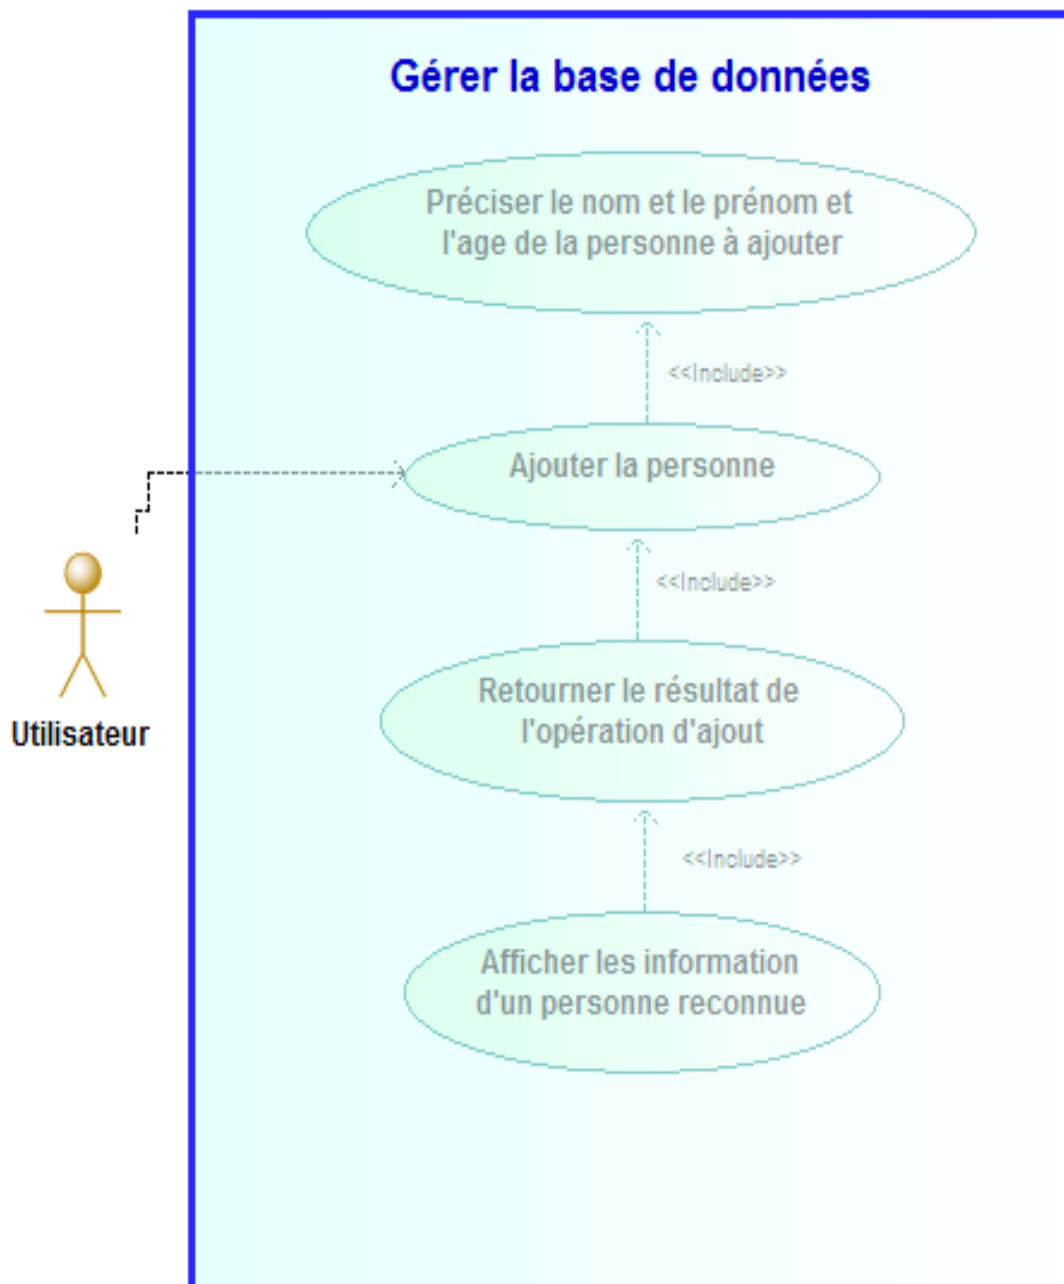 Gérer la base de données
Préciser le nom et le prénom et
l'age de la personne à ajouter
<<Include>>
Ajouter la personne
<<Include>>
Retourner le résultat de
l'opération d'ajout
Utilisateur
<<Include>>
Afficher les information
d'un personne reconnue